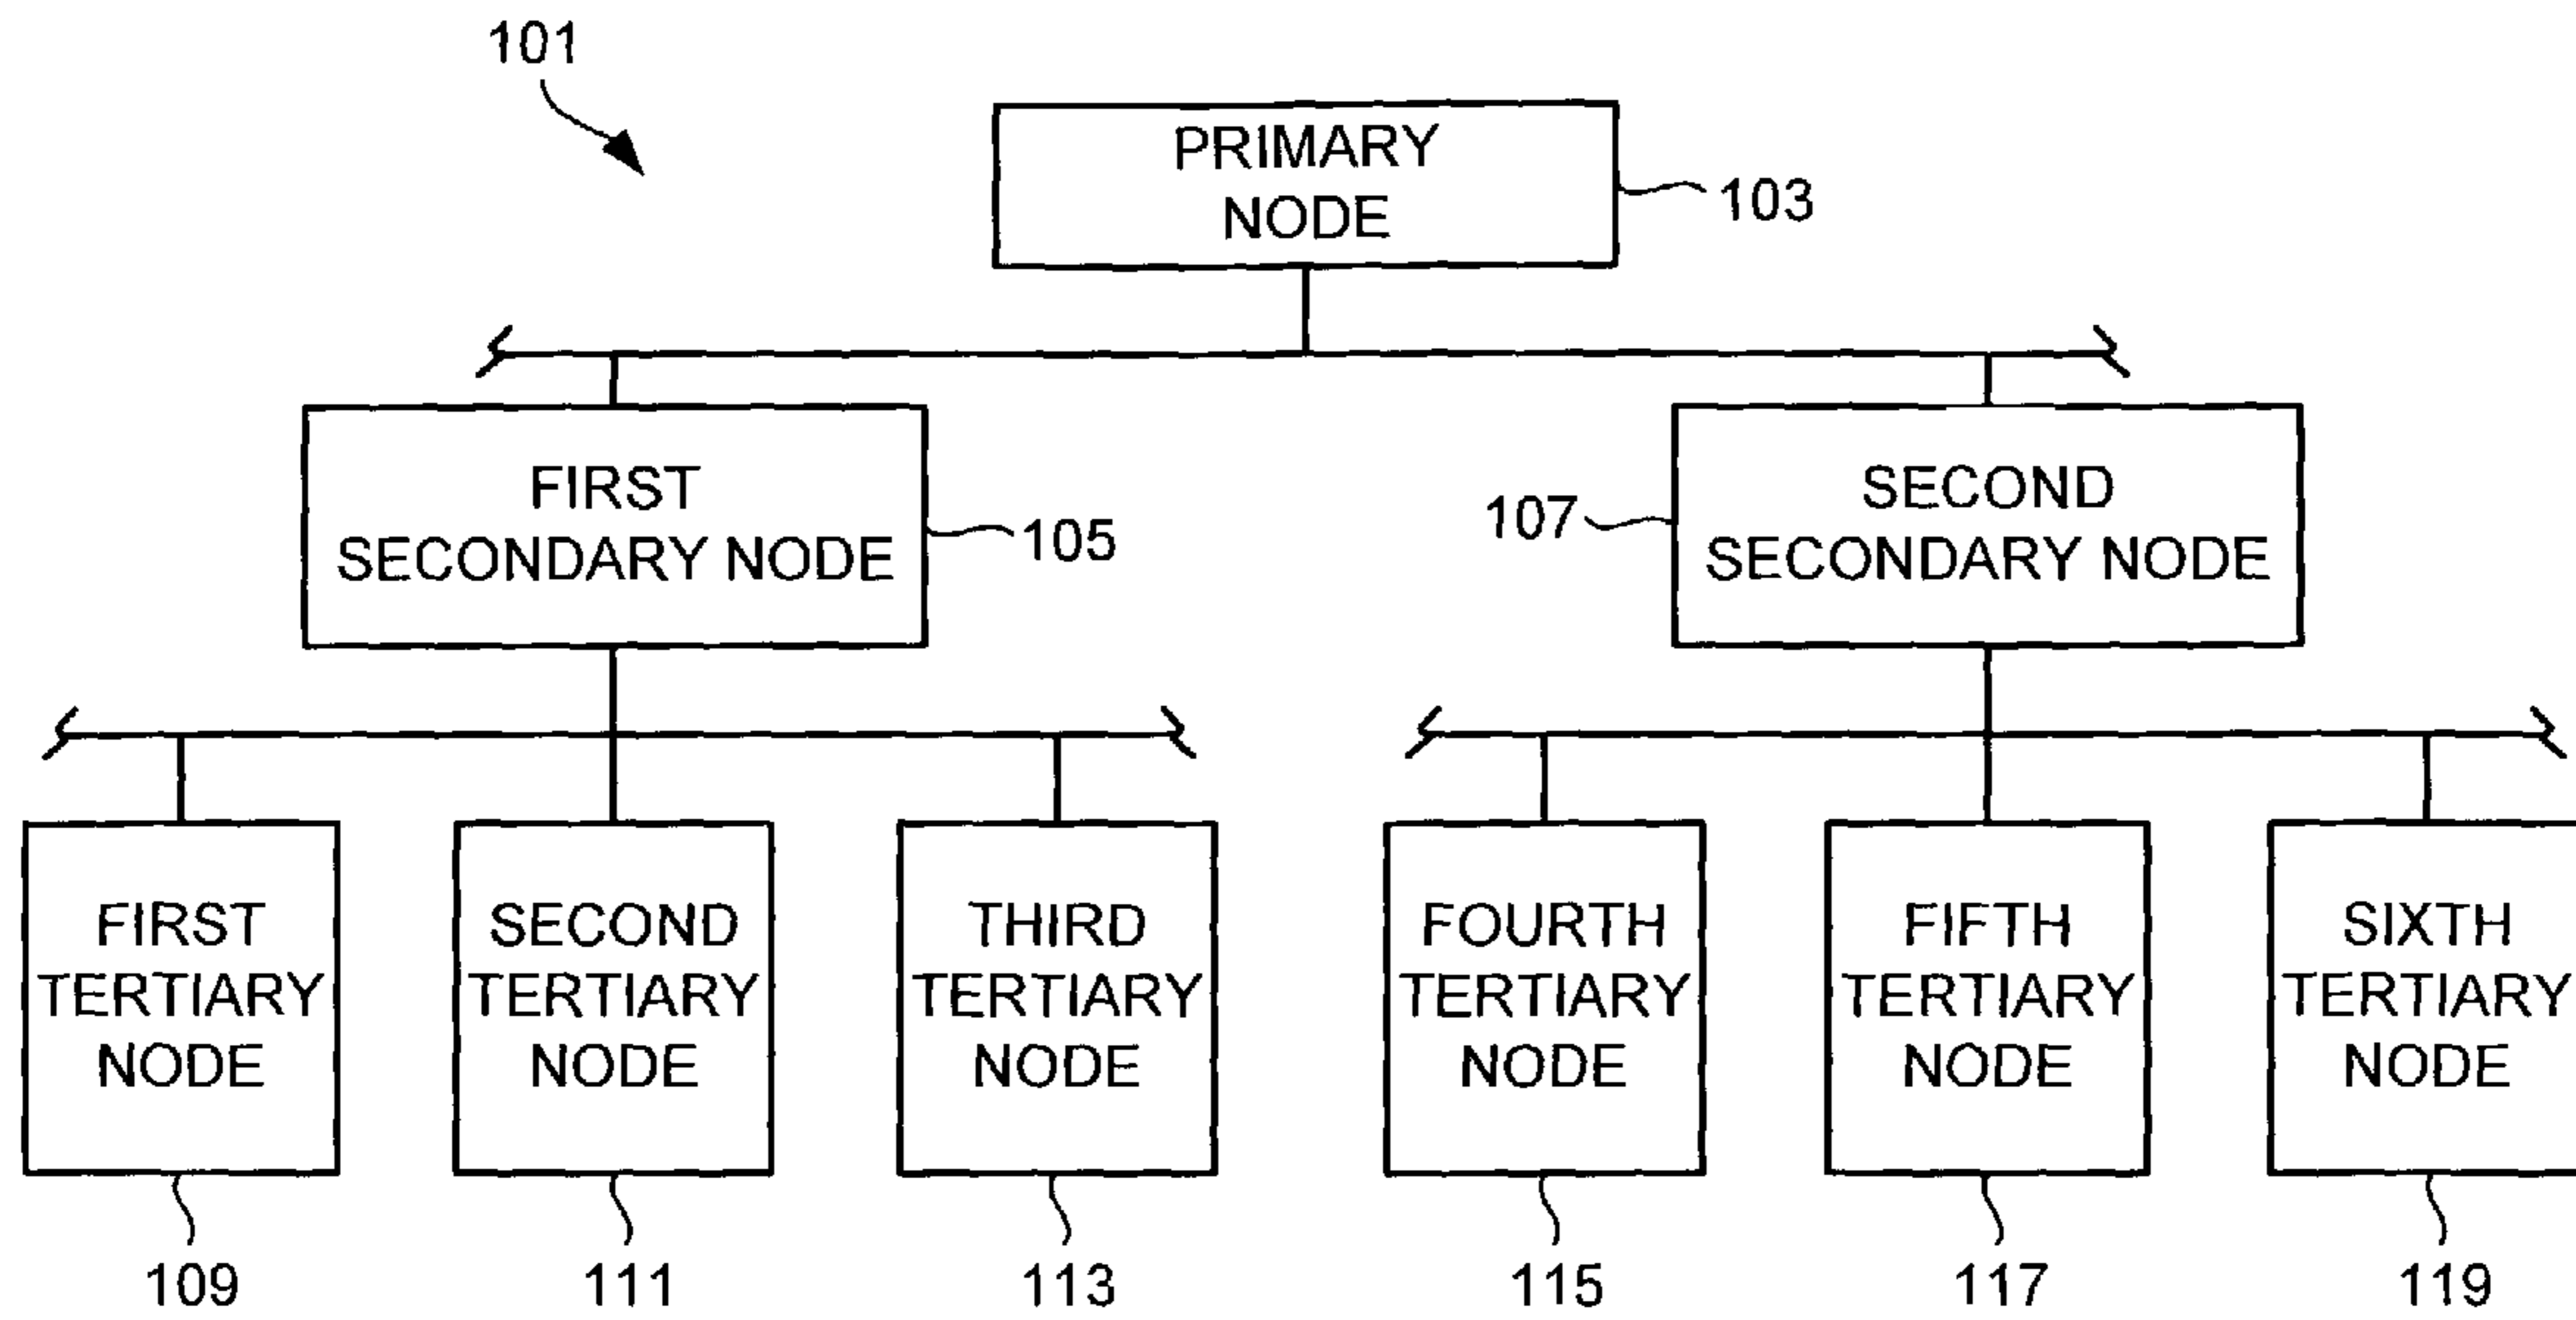 101
PRIMARY
NODE
103
FIRST
SECONDARY NODE
105
107
SECOND
SECONDARY NODE
FIRST
TERTIARY
NODE
SECOND
TERTIARY
NODE
THIRD
TERTIARY
NODE
FOURTH
TERTIARY
NODE
FIFTH
TERTIARY
NODE
SIXTH
TERTIARY
NODE
109
111
113
115
117
119